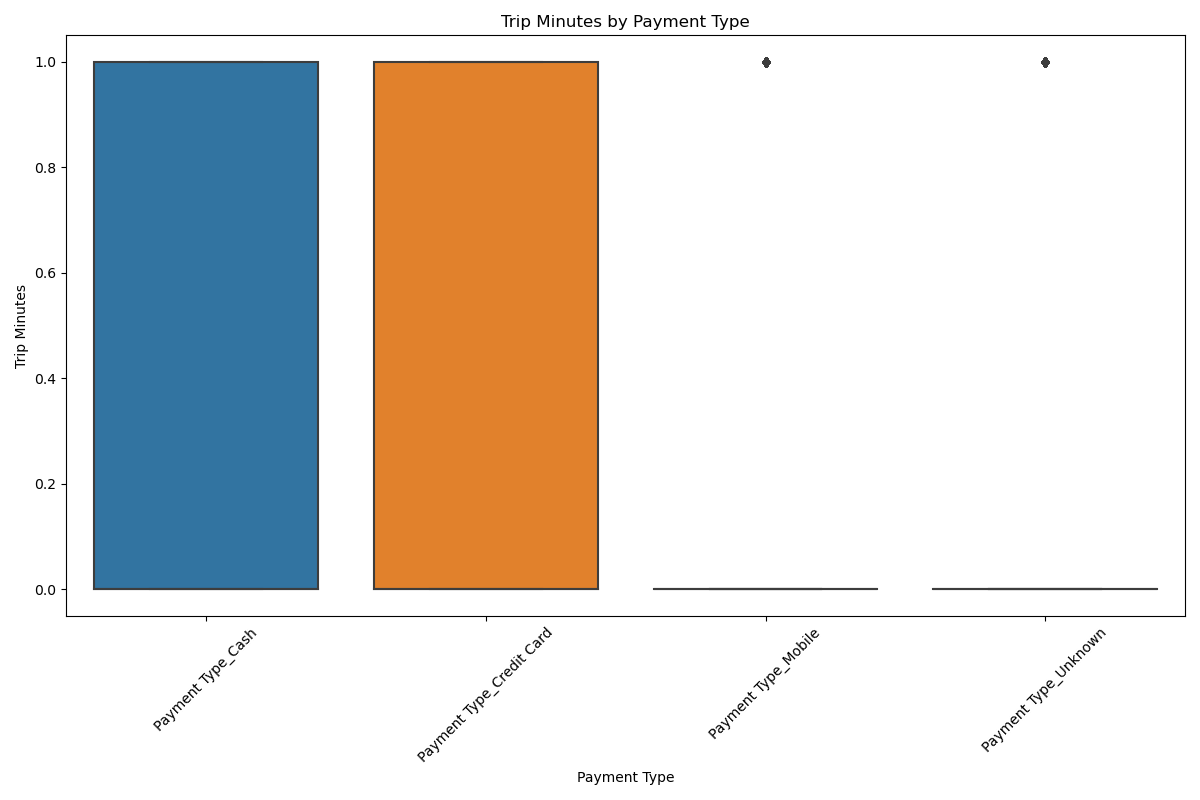 Trip Minutes by Payment Type
Trip Minutes
1.0
0.8
0.6
0.4
0.2
0.0
Payment Type_Cash
Payment Type_Credit Card
Payment Type_Mobile
Payment Type_Unknown
Payment Type